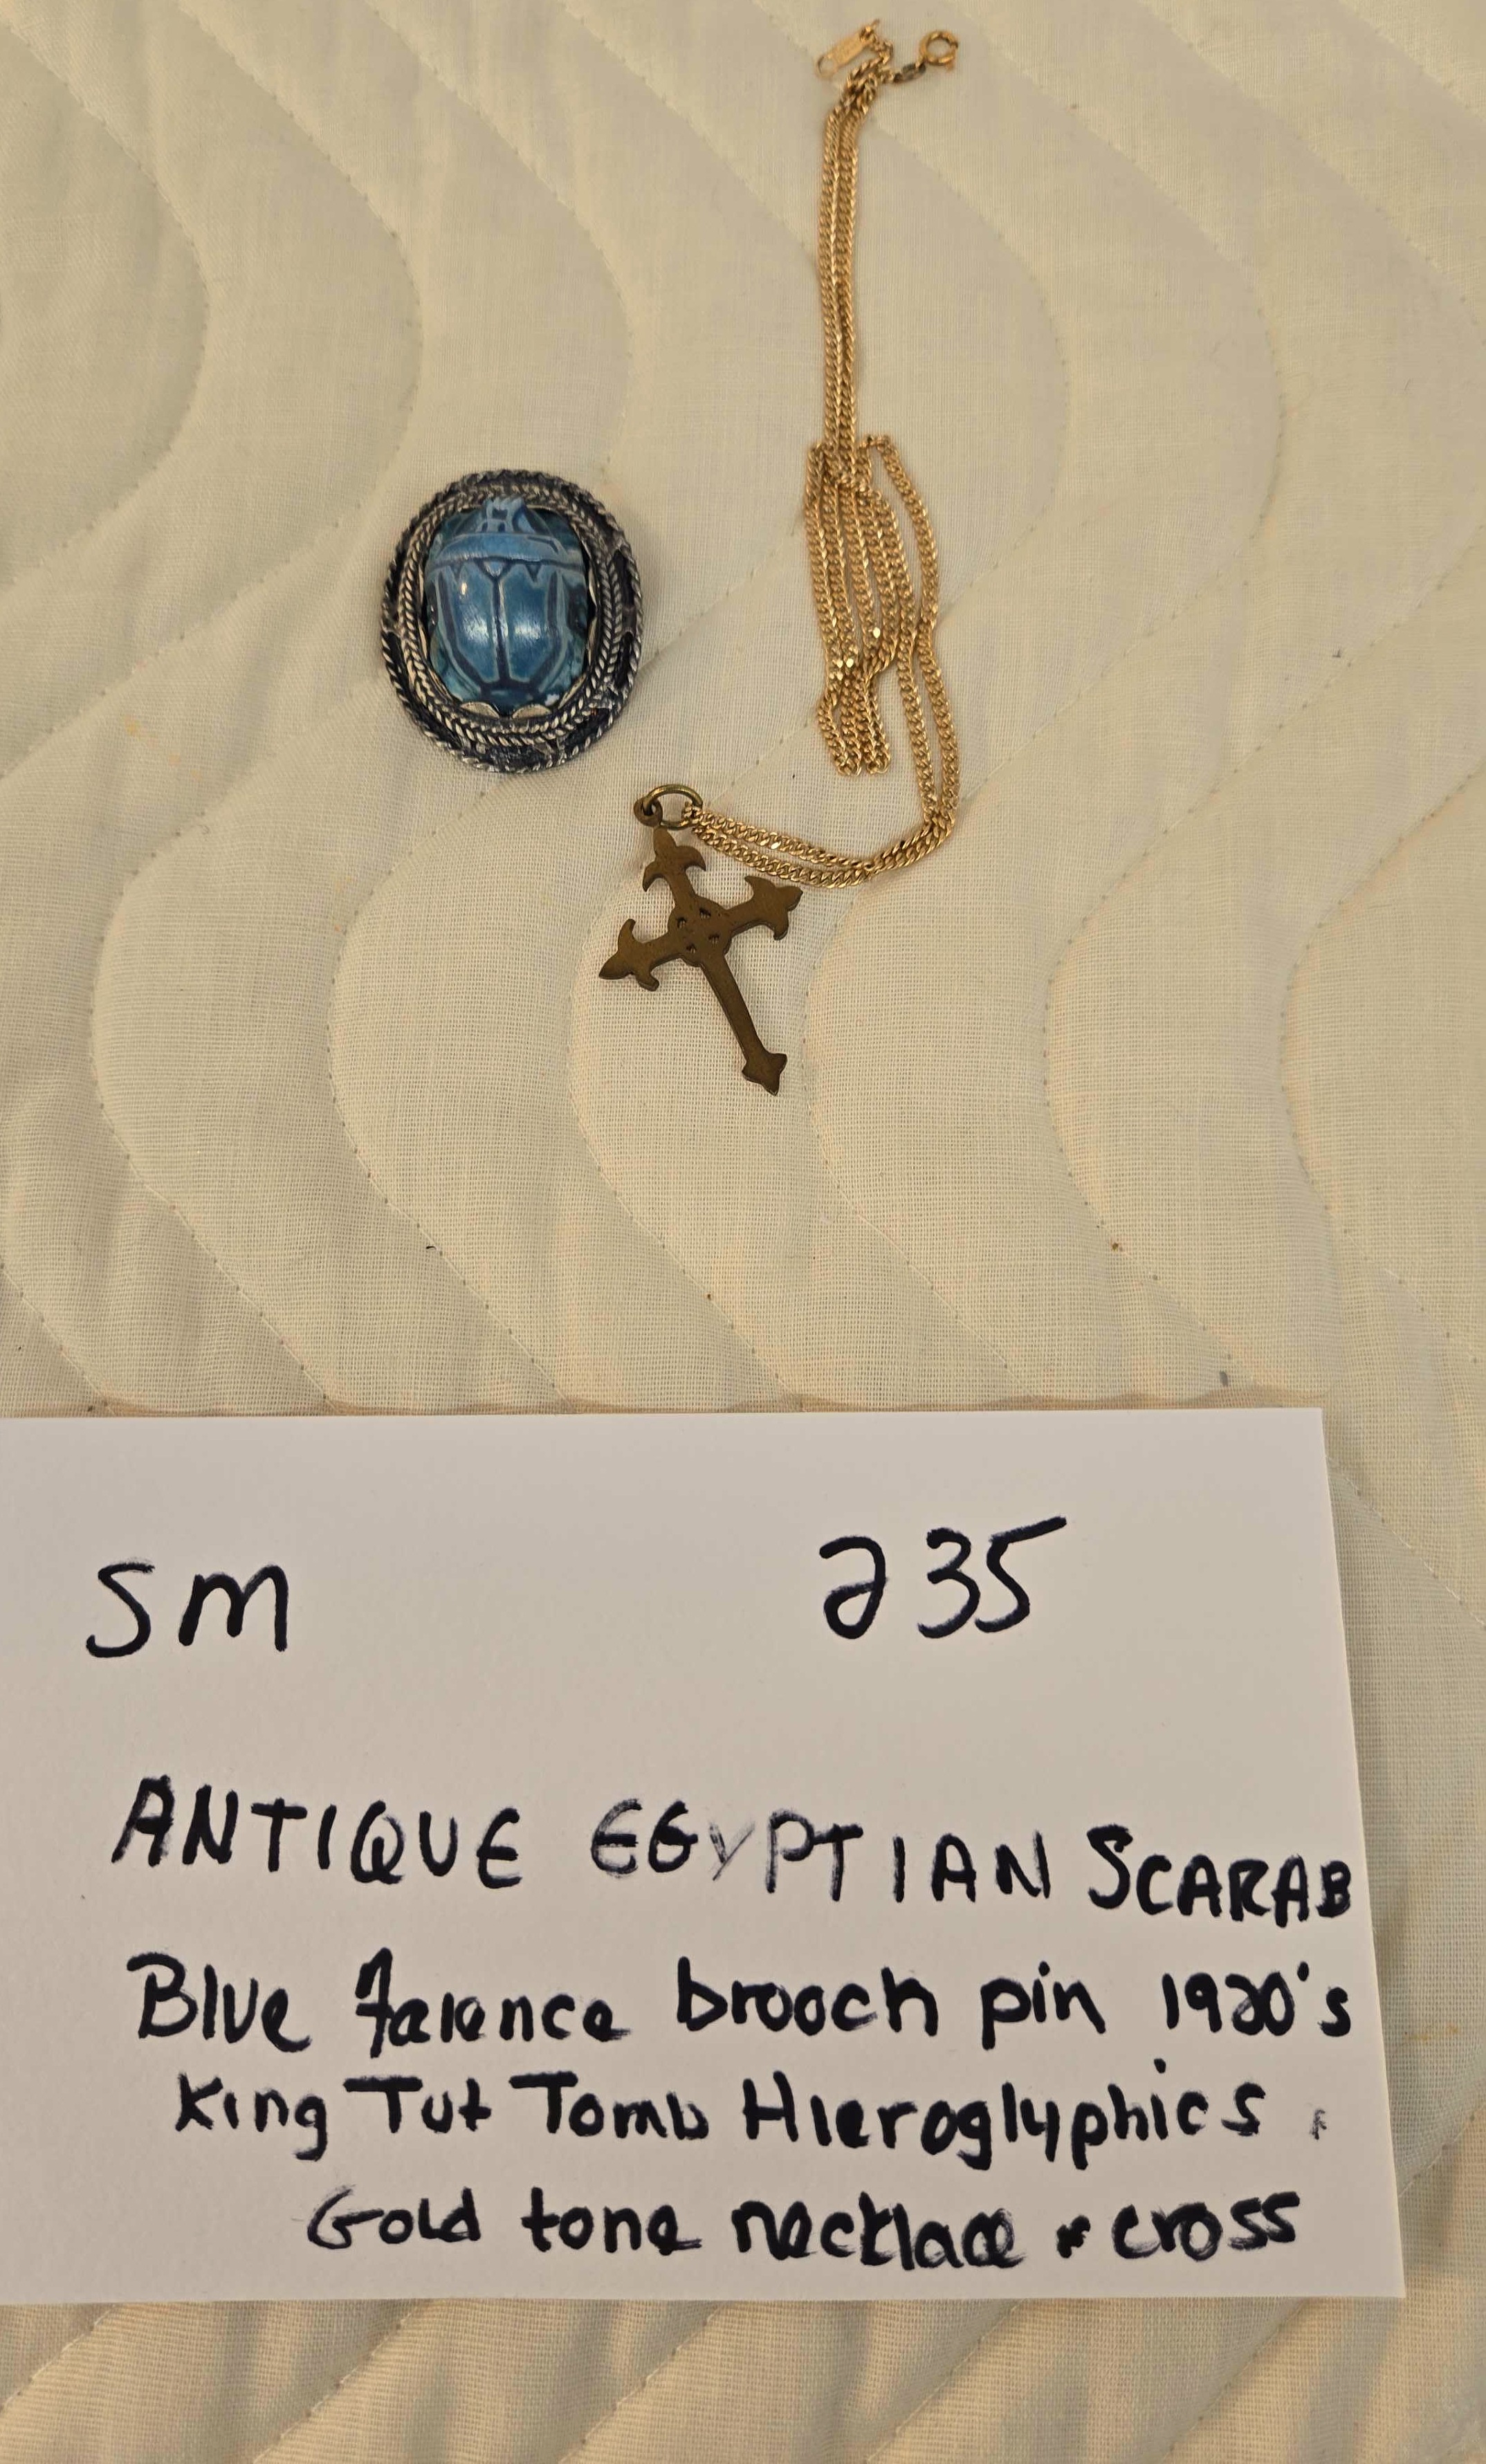 SM 235
ANTIQUE EGYPTIAN SCARAB
Blue faience brooch pin 1920's
King Tut Tomb Hieroglyphics
Gold tone necklace & cross